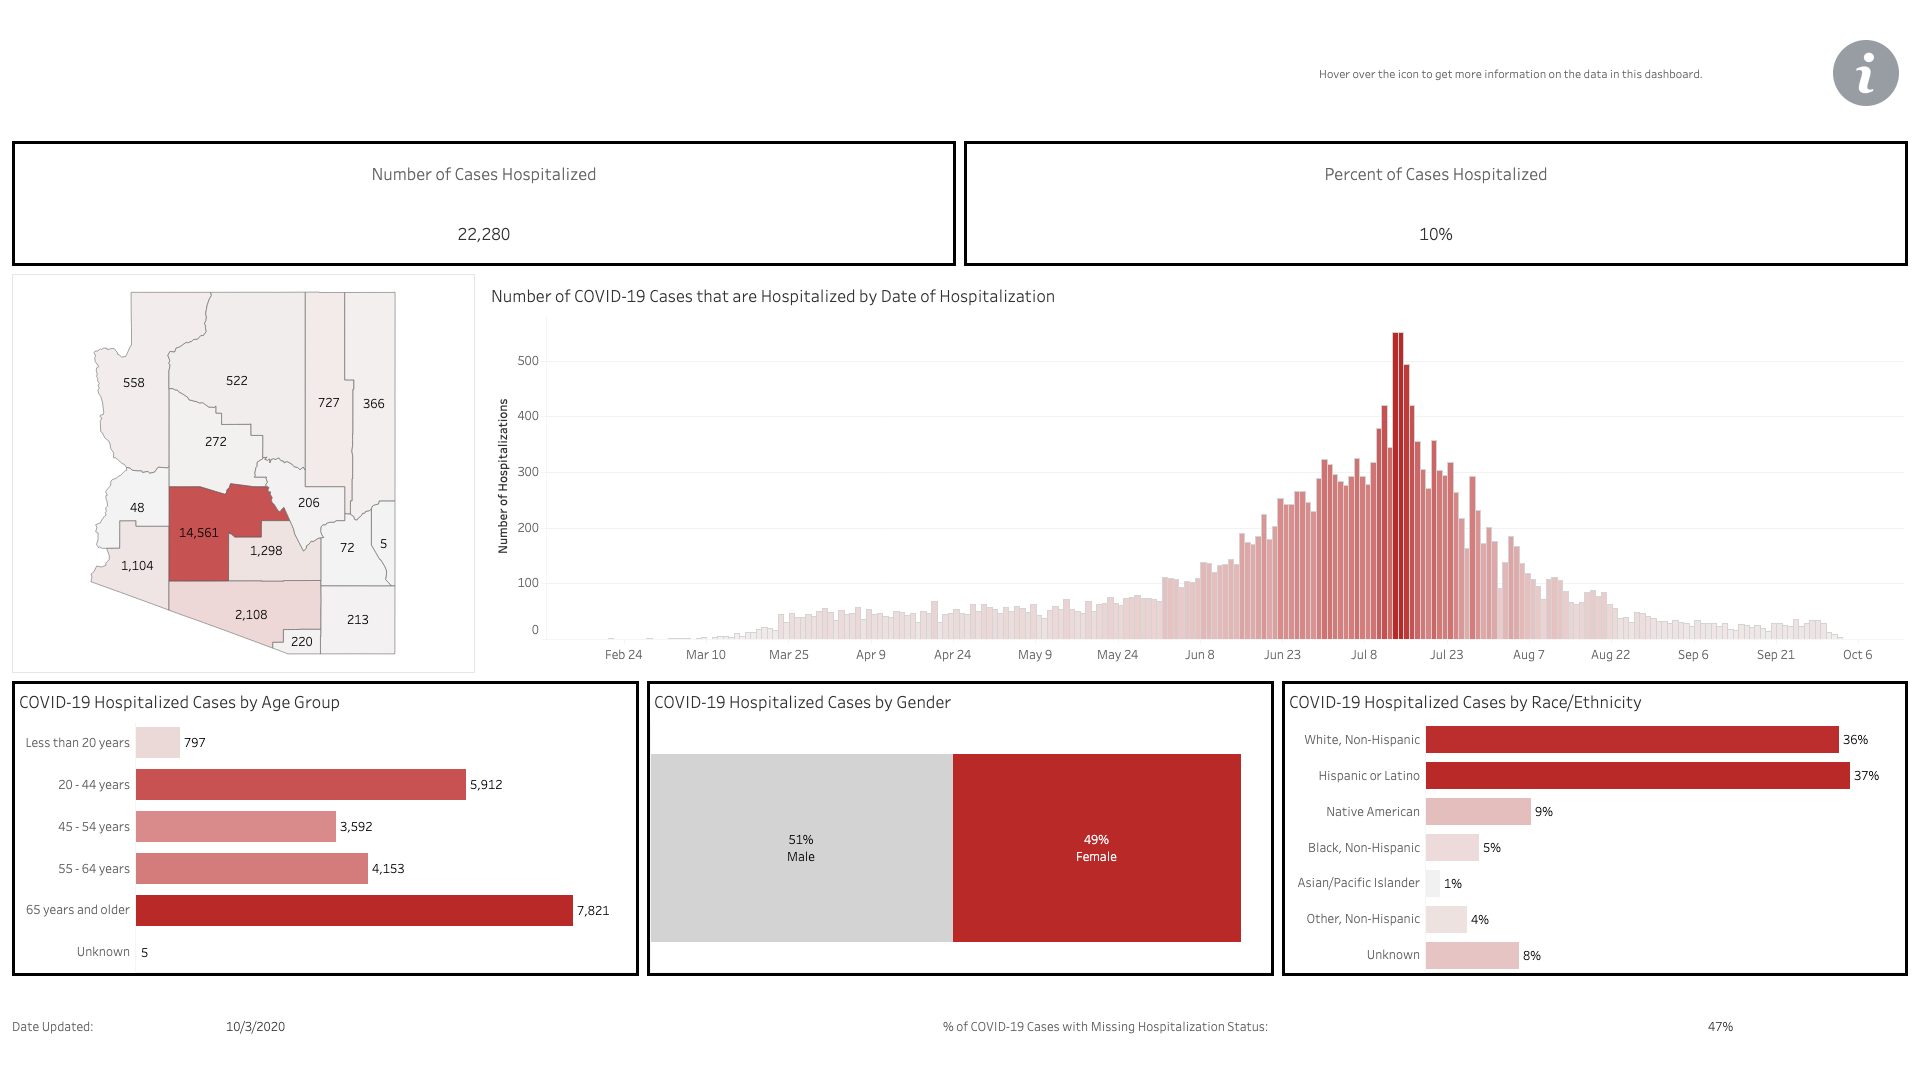 Hover over the icon to get more information on the data in this dashboard.
i
Number of Cases Hospitalized
22,280
Percent of Cases Hospitalized
10%
558
522
727
366
272
48
206
14,561
1,298
72
5
1,104
2,108
213
220
Number of COVID-19 Cases that are Hospitalized by Date of Hospitalization
Number of Hospitalizations
500
400
300
200
100
0
Feb 24 Mar 10 Mar 25 Apr 9 Apr 24 May 9 May 24 Jun 8 Jun 23 Jul 8 Jul 23 Aug 7 Aug 22 Sep 6 Sep 21 Oct 6
COVID-19 Hospitalized Cases by Age Group
Less than 20 years 797
20 - 44 years 5,912
45 - 54 years 3,592
55 - 64 years 4,153
65 years and older 7,821
Unknown 5
COVID-19 Hospitalized Cases by Gender
51%
Male
49%
Female
COVID-19 Hospitalized Cases by Race/Ethnicity
White, Non-Hispanic 36%
Hispanic or Latino 37%
Native American 9%
Black, Non-Hispanic 5%
Asian/Pacific Islander 1%
Other, Non-Hispanic 4%
Unknown 8%
Date Updated: 10/3/2020
% of COVID-19 Cases with Missing Hospitalization Status: 47%